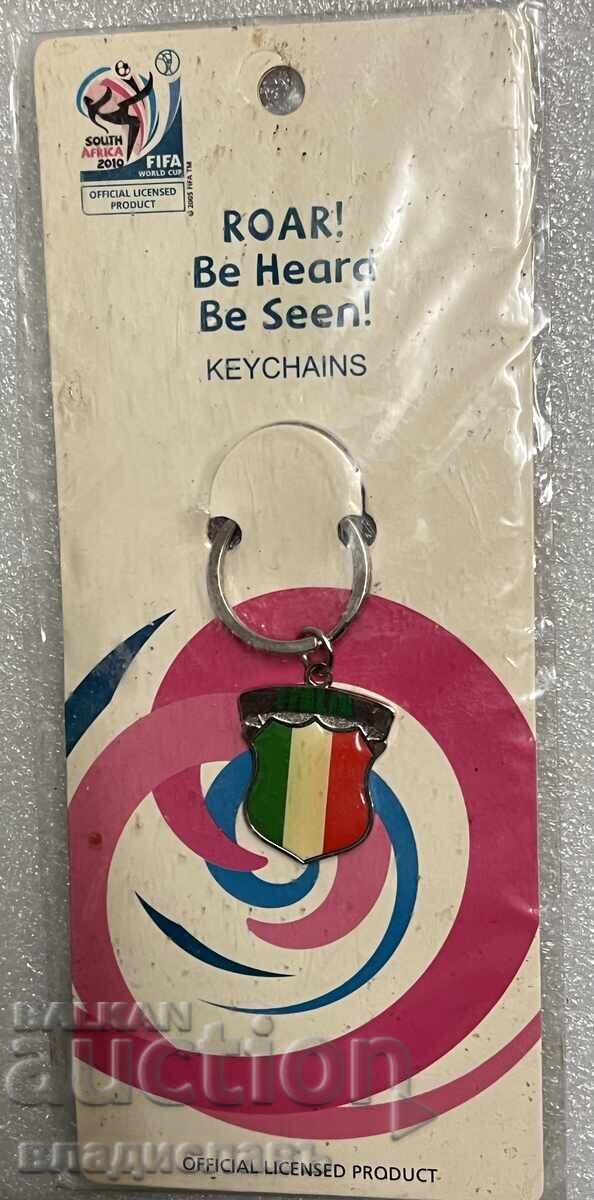 SOUTH
AFRICA
2010
FIFA
WORLD CUP
OFFICIAL LICENSED
PRODUCT
© 2005 FIFA TM
ROAR!
Be Heard
Be Seen!
KEYCHAINS
BALKAN
auction
владиславъ
OFFICIAL LICENSED PRODUCT